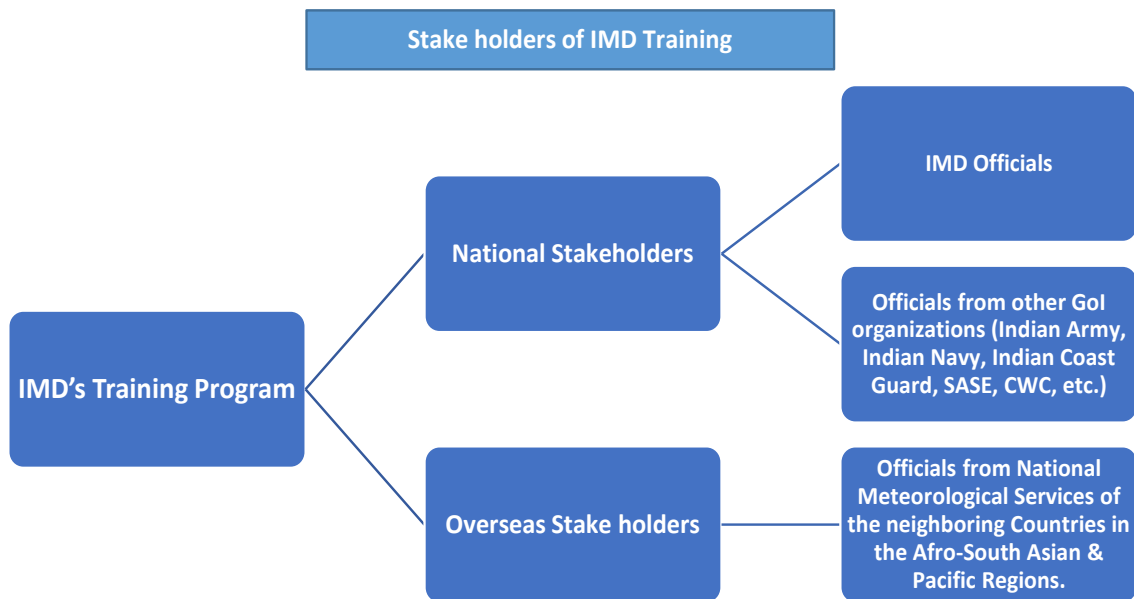 Stake holders of IMD Training
IMD's Training Program
National Stakeholders
IMD Officials
Officials from other GoI
organizations (Indian Army,
Indian Navy, Indian Coast
Guard, SASE, CWC, etc.)
Overseas Stake holders
Officials from National
Meteorological Services of
the neighboring Countries in
the Afro-South Asian &
Pacific Regions.